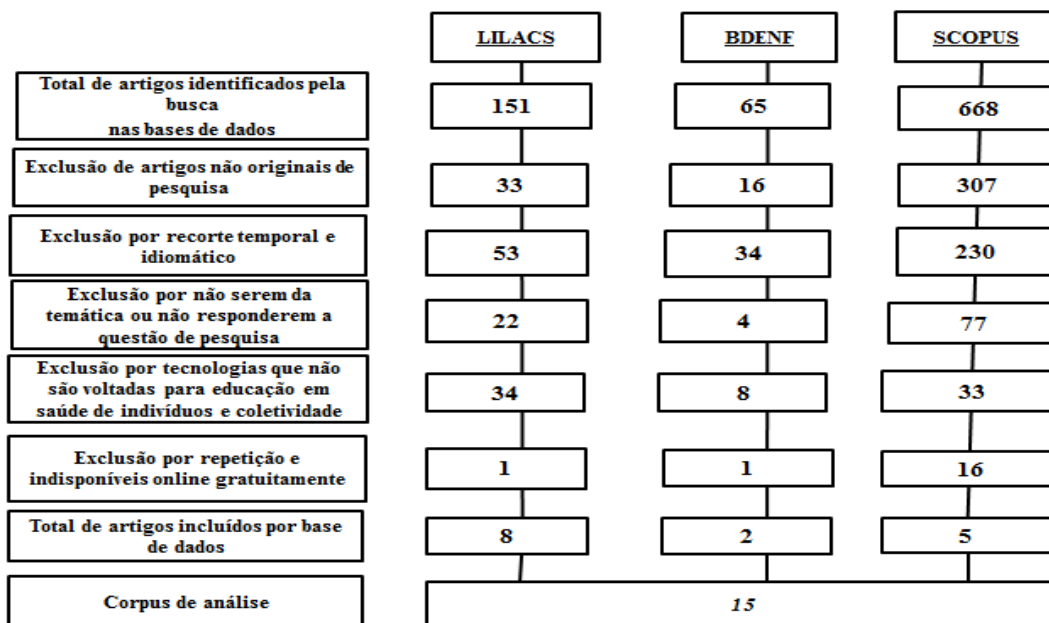 LILACS BDENF SCOPUS
Total de artigos identificados pela
busca
nas bases de dados
151 65 668
Exclusão de artigos não originais de
pesquisa
33 16 307
Exclusão por recorte temporal e
idiomático
53 34 230
Exclusão por não serem da
temática ou não responderem a
questão de pesquisa
22 4 77
Exclusão por tecnologias que não
são voltadas para educação em
saúde de indivíduos e coletividade
34 8 33
Exclusão por repetição e
indisponíveis online gratuitamente
1 1 16
Total de artigos incluídos por base
de dados
8 2 5
Corpus de análise
15